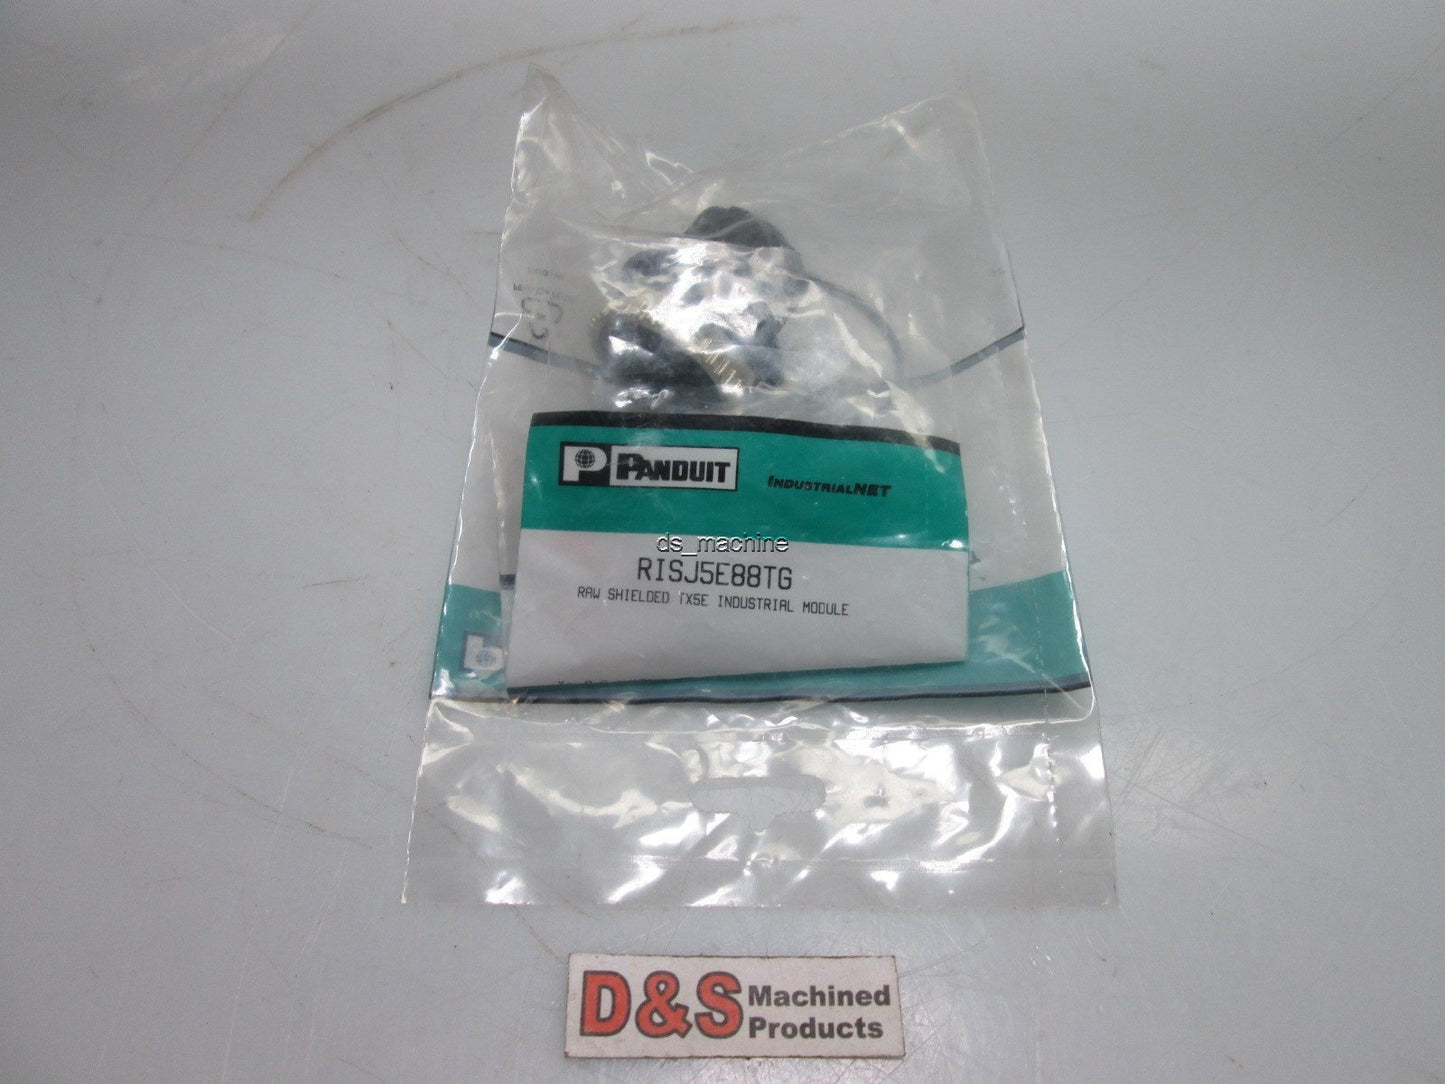 P PANDUIT
INDUSTRIALNET
ds_machine
RISJ5E88TG
RAW SHIELDED TX5E INDUSTRIAL MODULE
D&S Machined
Products